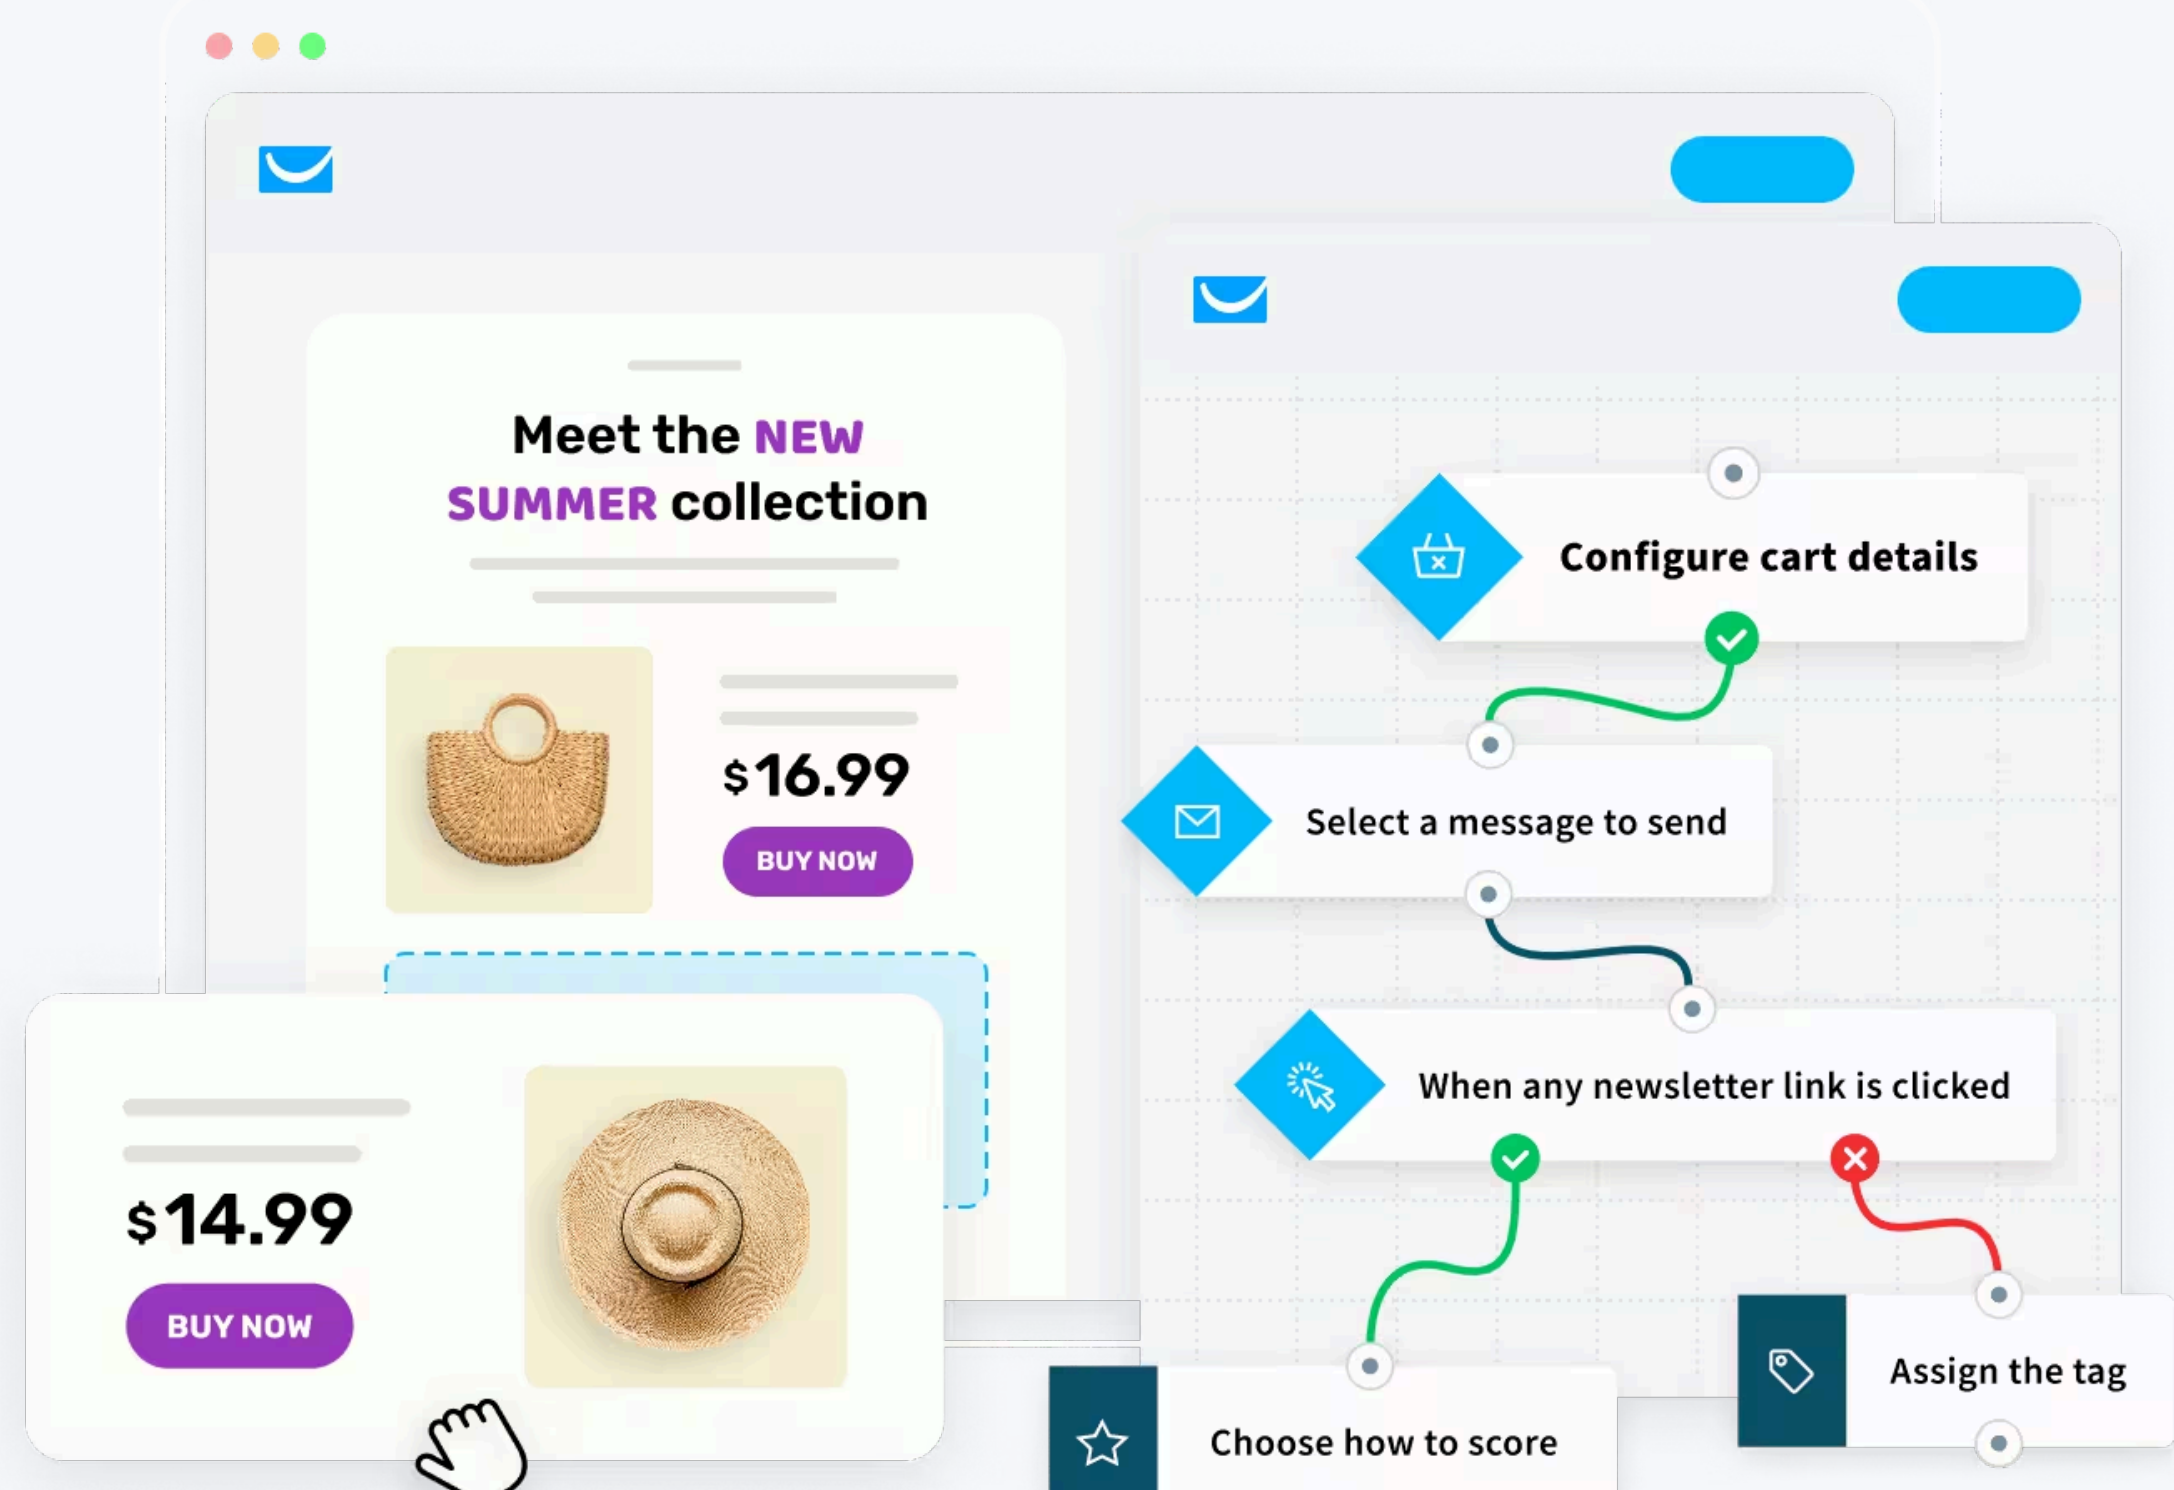 Meet the NEW
SUMMER collection
$16.99
BUY NOW
$14.99
BUY NOW
Configure cart details
Select a message to send
When any newsletter link is clicked
Assign the tag
Choose how to score